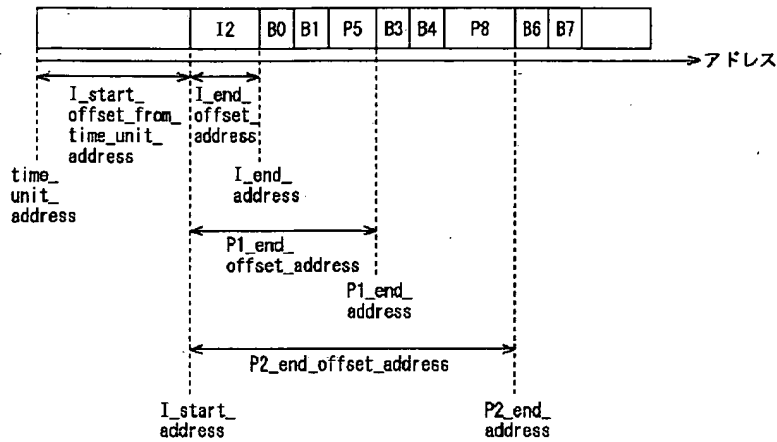 I2 B0 B1 P5 B3 B4 P8 B6 B7
アドレス
I_start_
offset_from_
time_unit_
address
I_end_
offset_
address
time_
unit_
address
I_end_
address
P1_end_
offset_address
P1_end_
address
P2_end_offset_address
I_start_
address
P2_end_
address